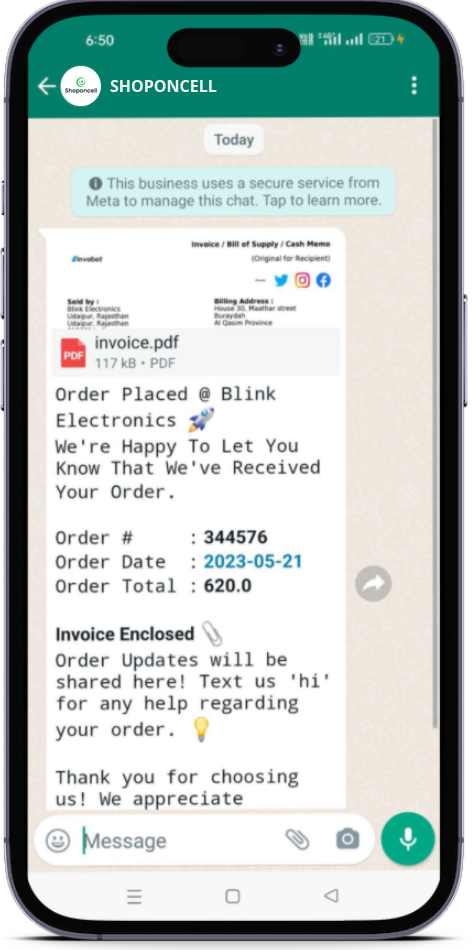 6:50
21
Shoponcell
SHOPONCELL
Today
This business uses a secure service from
Meta to manage this chat. Tap to learn more.
Invoice / Bill of Supply / Cash Memo
Invobot
(Original for Recipient)
Sold by :
Blink Electronics
Udaipur, Rajasthan
Udaipur, Rajasthan
Billing Address :
House 30, Maathar street
Buraydah
Al Qasim Province
PDF
invoice.pdf
117 kB • PDF
Order Placed @ Blink
Electronics 🚀
We're Happy To Let You
Know That We've Received
Your Order.
Order # : 344576
Order Date : 2023-05-21
Order Total : 620.0
Invoice Enclosed 📎
Order Updates will be
shared here! Text us 'hi'
for any help regarding
your order. 💡
Thank you for choosing
us! We appreciate
Message